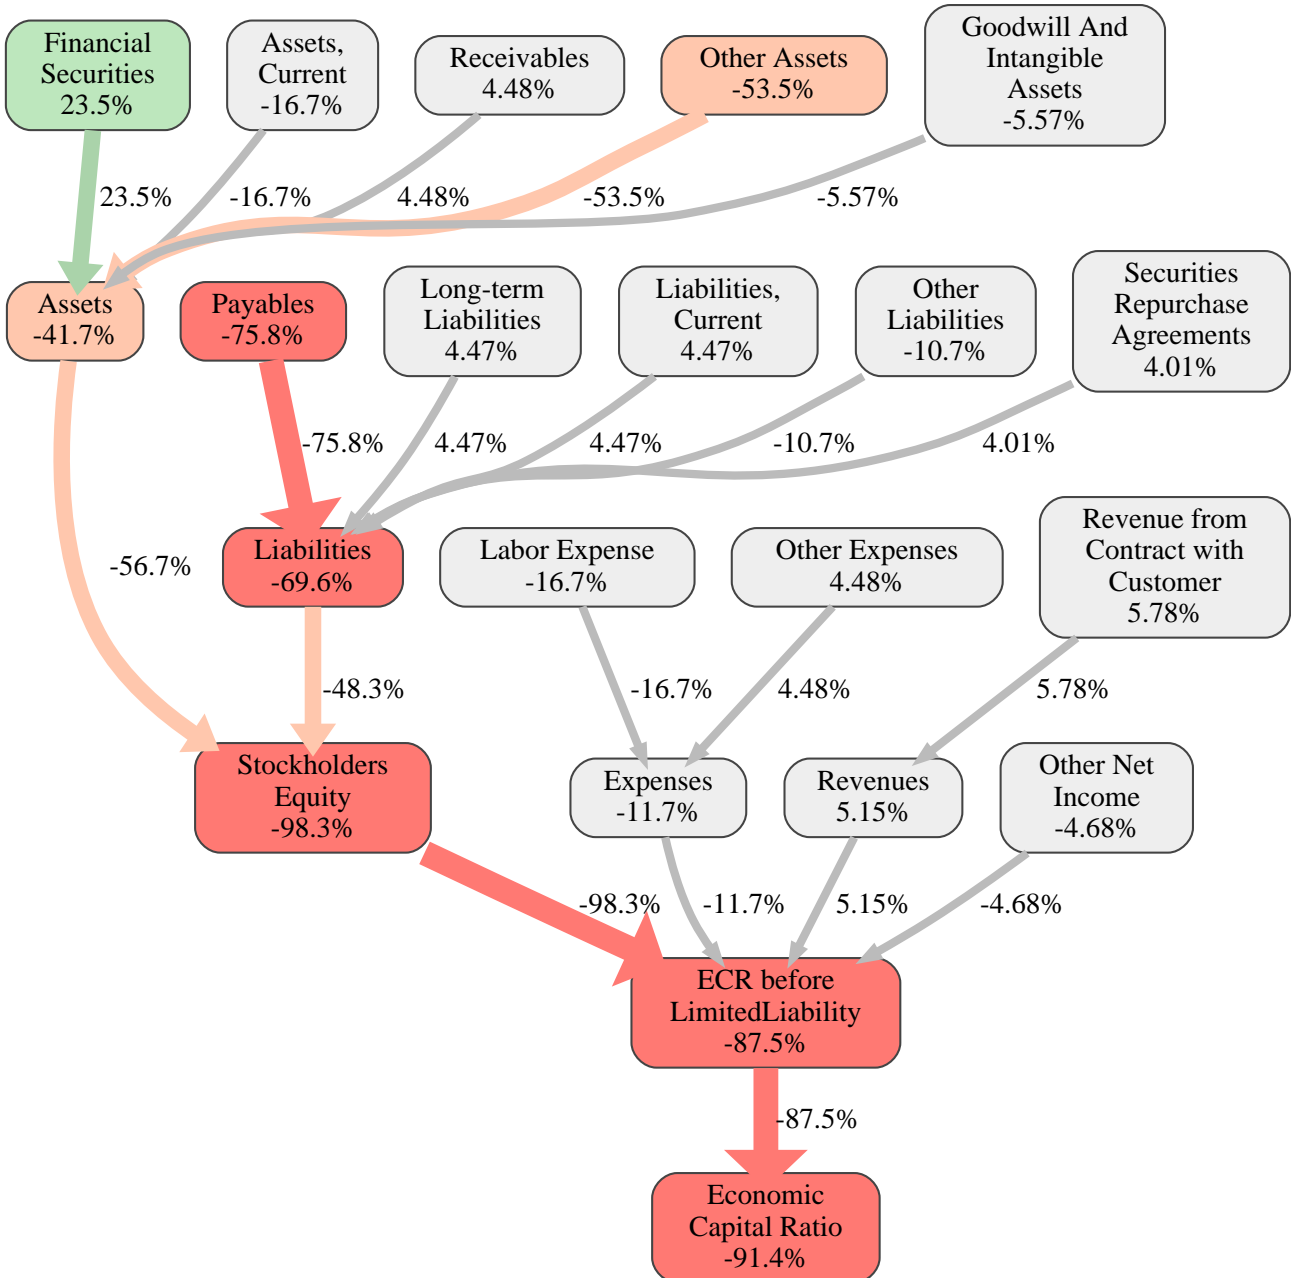 Financial
Securities
23.5%
Assets,
Current
-16.7%
Receivables
4.48%
Other Assets
-53.5%
Goodwill And
Intangible
Assets
-5.57%
23.5%
-16.7%
4.48%
-53.5%
-5.57%
Assets
-41.7%
Payables
-75.8%
Long-term
Liabilities
4.47%
Liabilities,
Current
4.47%
Other
Liabilities
-10.7%
Securities
Repurchase
Agreements
4.01%
-75.8%
4.47%
4.47%
-10.7%
4.01%
-56.7%
Liabilities
-69.6%
Labor Expense
-16.7%
Other Expenses
4.48%
Revenue from
Contract with
Customer
5.78%
-48.3%
-16.7%
4.48%
5.78%
Stockholders
Equity
-98.3%
Expenses
-11.7%
Revenues
5.15%
Other Net
Income
-4.68%
-98.3%
-11.7%
5.15%
-4.68%
ECR before
LimitedLiability
-87.5%
-87.5%
Economic
Capital Ratio
-91.4%